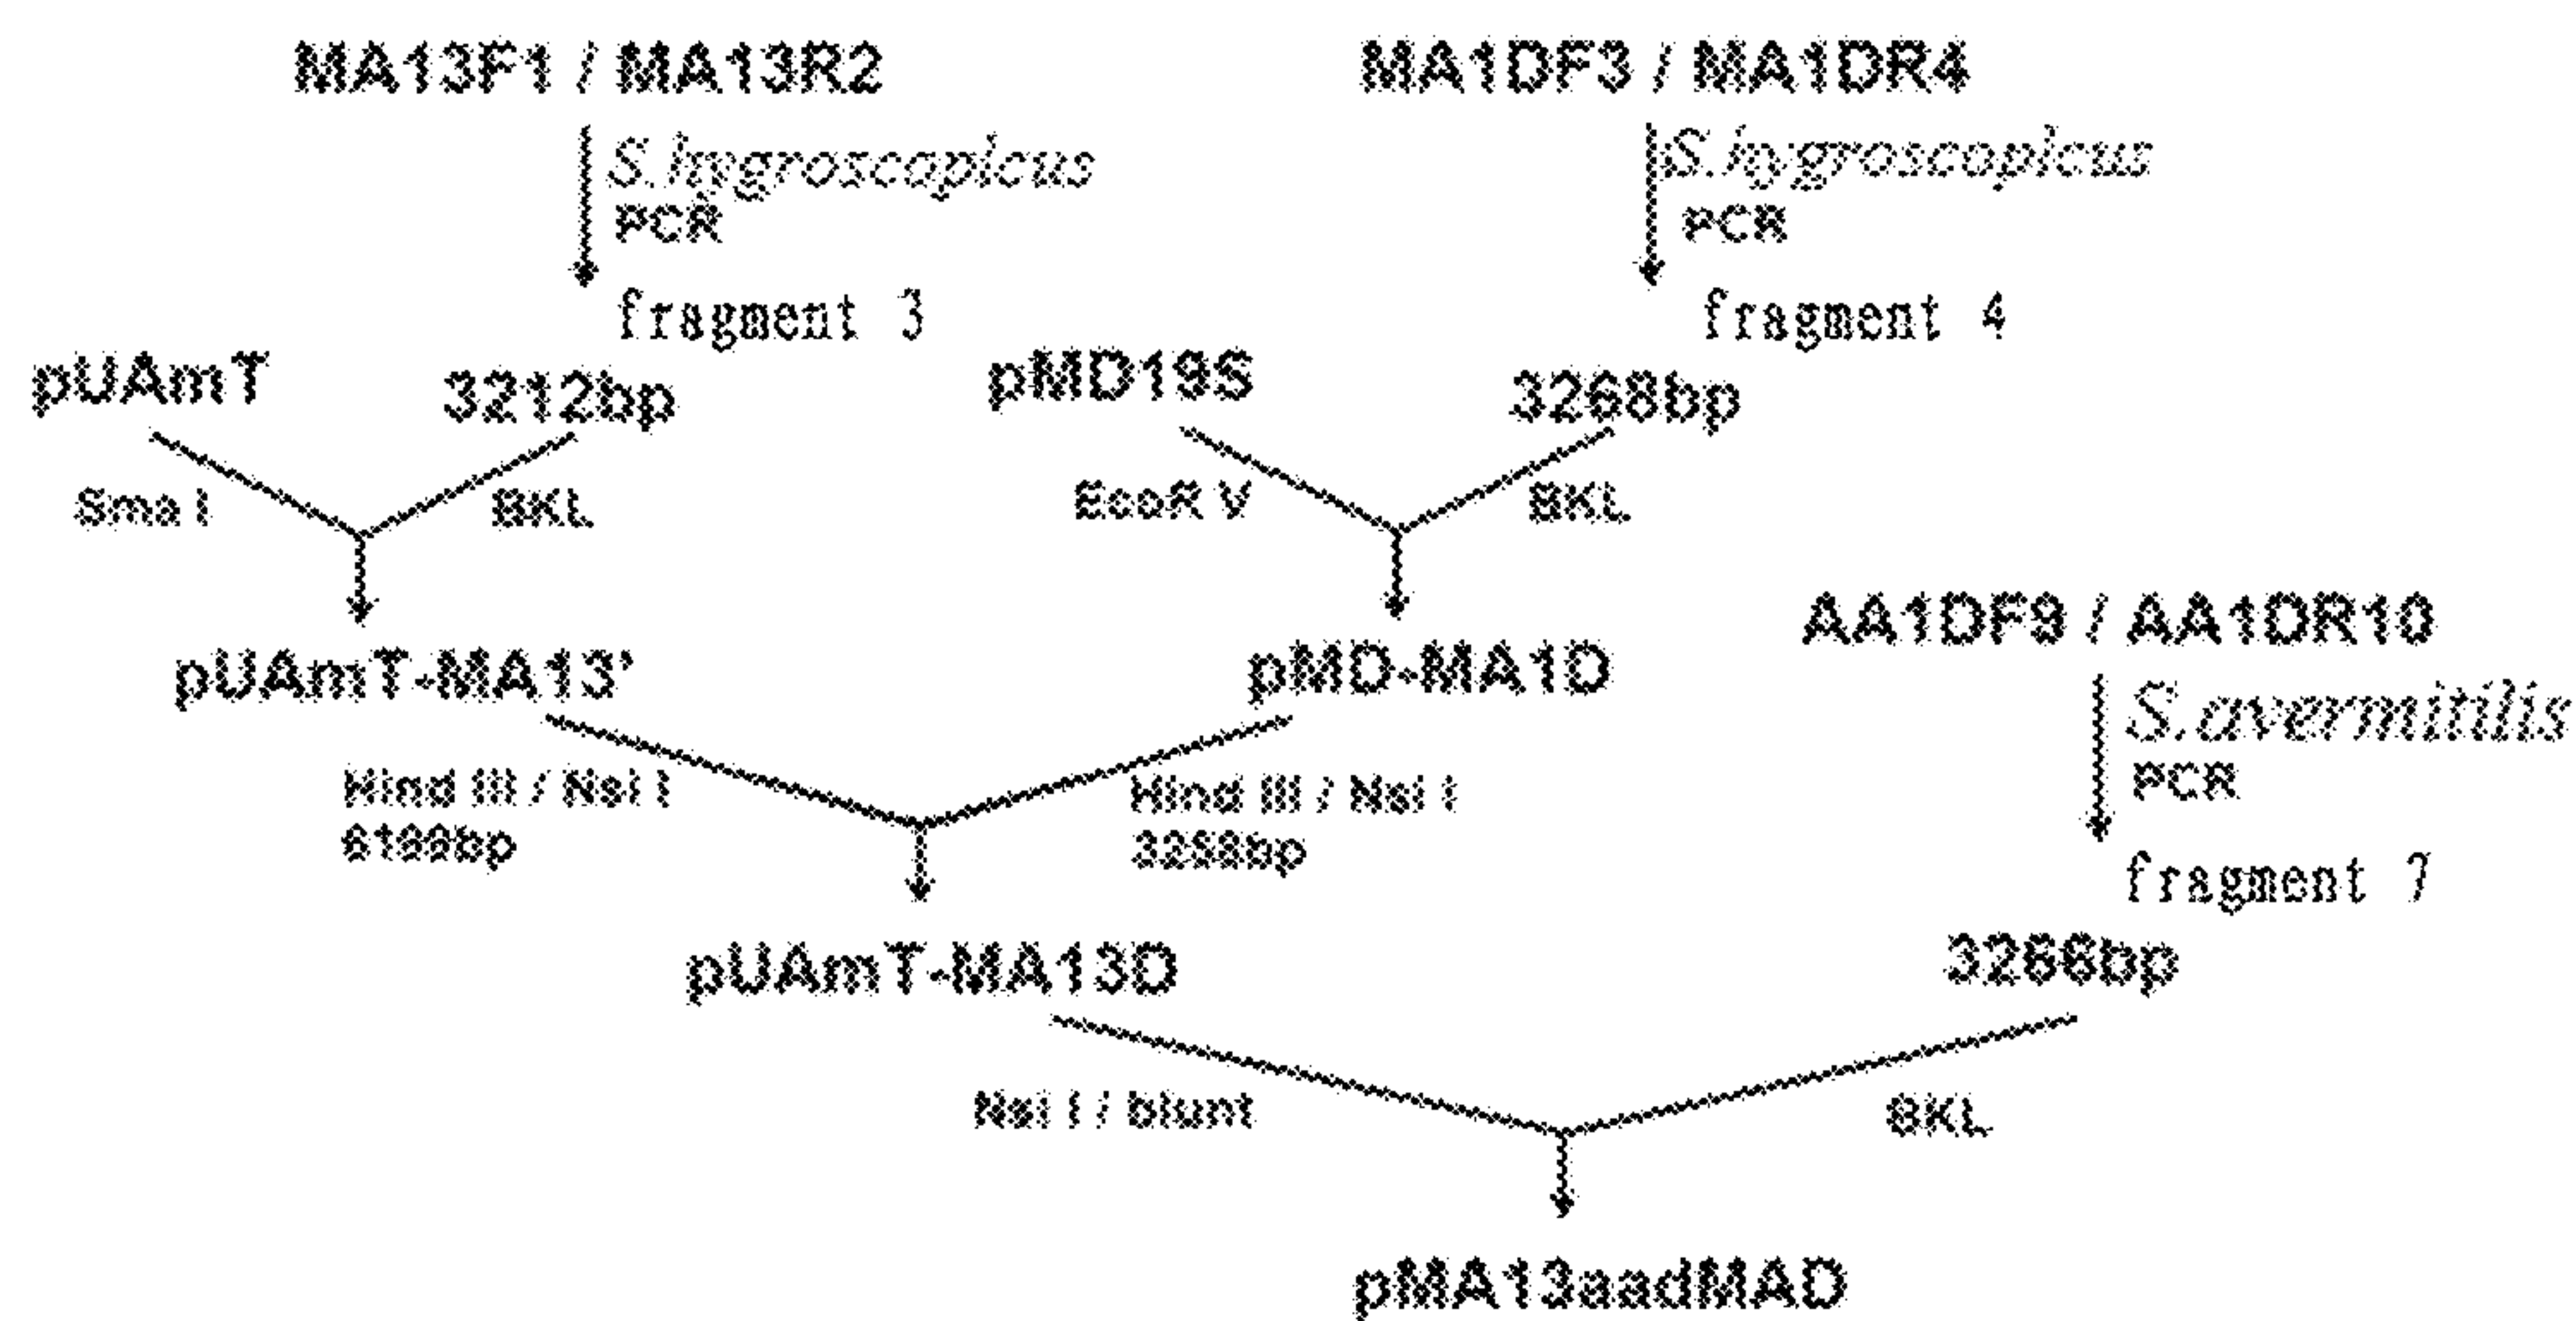 MA13F1 / MA13R2
S.hygroscopicus
PCR
fragment 3
MA1DF3 / MA1DR4
S.hygroscopicus
PCR
fragment 4
pUAmT
3212bp
Sma I
BKL
pUAmT-MA13'
pMD19S
3268bp
EcoR V
BKL
pMD-MA1D
AA1DF9 / AA1DR10
S.avermitilis
PCR
fragment 7
3266bp
Hind III / Nsi I
6199bp
Hind III / Nsi I
pUAmT-MA13D
Nsi I / blunt
BKL
pMA13aadMAD